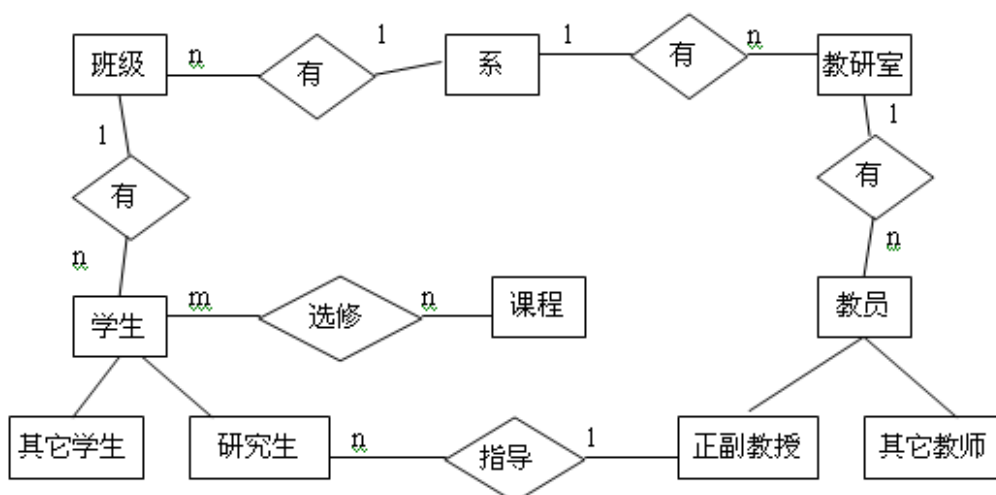 班级 n 有 1 系 1 有 n 教研室
1 1
有 有
n n
学生 m 选修 n 课程 教员
其它学生 研究生 n 指导 1 正副教授 其它教师